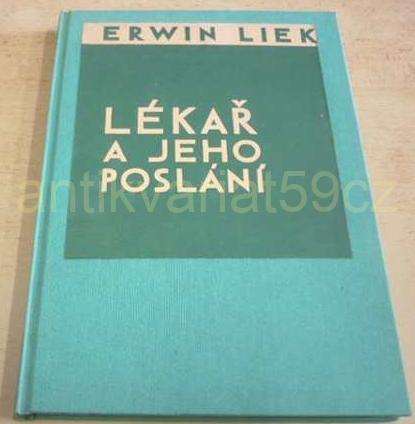 ERWIN LIEK
LÉKAŘ
A JEHO
POSLÁNÍ
antikvariat59cz